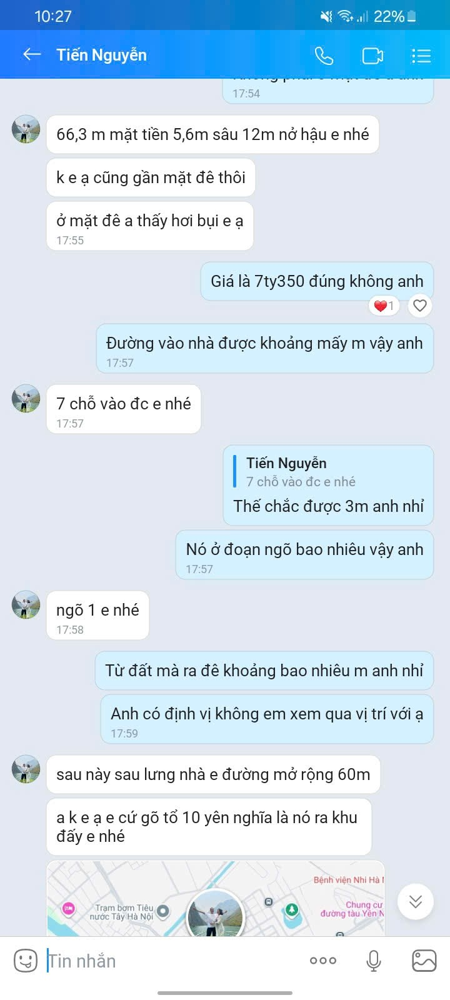 10:27
22%
Tiến Nguyễn
17:54
66,3 m mặt tiền 5,6m sâu 12m nở hậu e nhé
k e ạ cũng gần mặt đê thôi
ở mặt đê a thấy hơi bụi e ạ
17:55
Giá là 7ty350 đúng không anh
1
Đường vào nhà được khoảng mấy m vậy anh
17:57
7 chỗ vào đc e nhé
17:57
Tiến Nguyễn
7 chỗ vào đc e nhé
Thế chắc được 3m anh nhỉ
Nó ở đoạn ngõ bao nhiêu vậy anh
17:57
ngõ 1 e nhé
17:58
Từ đất mà ra đê khoảng bao nhiêu m anh nhỉ
Anh có định vị không em xem qua vị trí với ạ
17:59
sau này sau lưng nhà e đường mở rộng 60m
a k e ạ e cứ gõ tổ 10 yên nghĩa là nó ra khu
đấy e nhé
Bệnh viện Nhi Hà
Trạm bơm Tiêu
nước Tây Hà Nội
Chung cư
đường tàu Yên
Tin nhắn